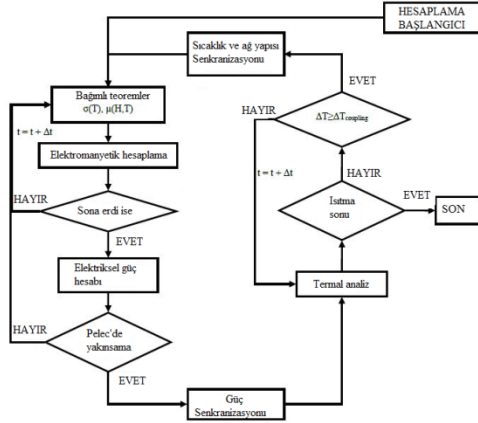 HESAPLAMA
BAŞLANGICI
Sıcaklık ve ağ yapısı
Senkranizasyonu
EVET
Bağımlı teoremler
σ(T), μ(H,T)
HAYIR
ΔT≥ΔTcoupling
t = t + Δt
Elektromanyetik hesaplama
t = t + Δt
HAYIR
EVET
HAYIR
Sona erdi ise
Isıtma
sonu
SON
EVET
Elektriksel güç
hesabı
Termal analiz
HAYIR
Pelec'de
yakınsama
EVET
Güç
Senkranizasyonu